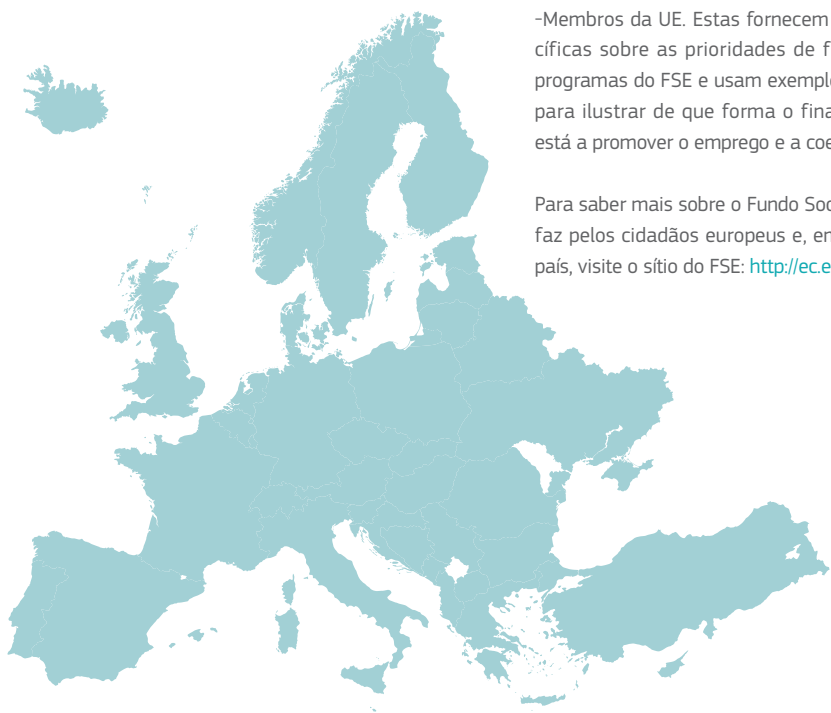 -Membros da UE. Estas fornecem
cíficas sobre as prioridades de f
programas do FSE e usam exempl
para ilustrar de que forma o fina
está a promover o emprego e a coe
Para saber mais sobre o Fundo Soc
faz pelos cidadãos europeus e, en
país, visite o sítio do FSE: http://ec.e